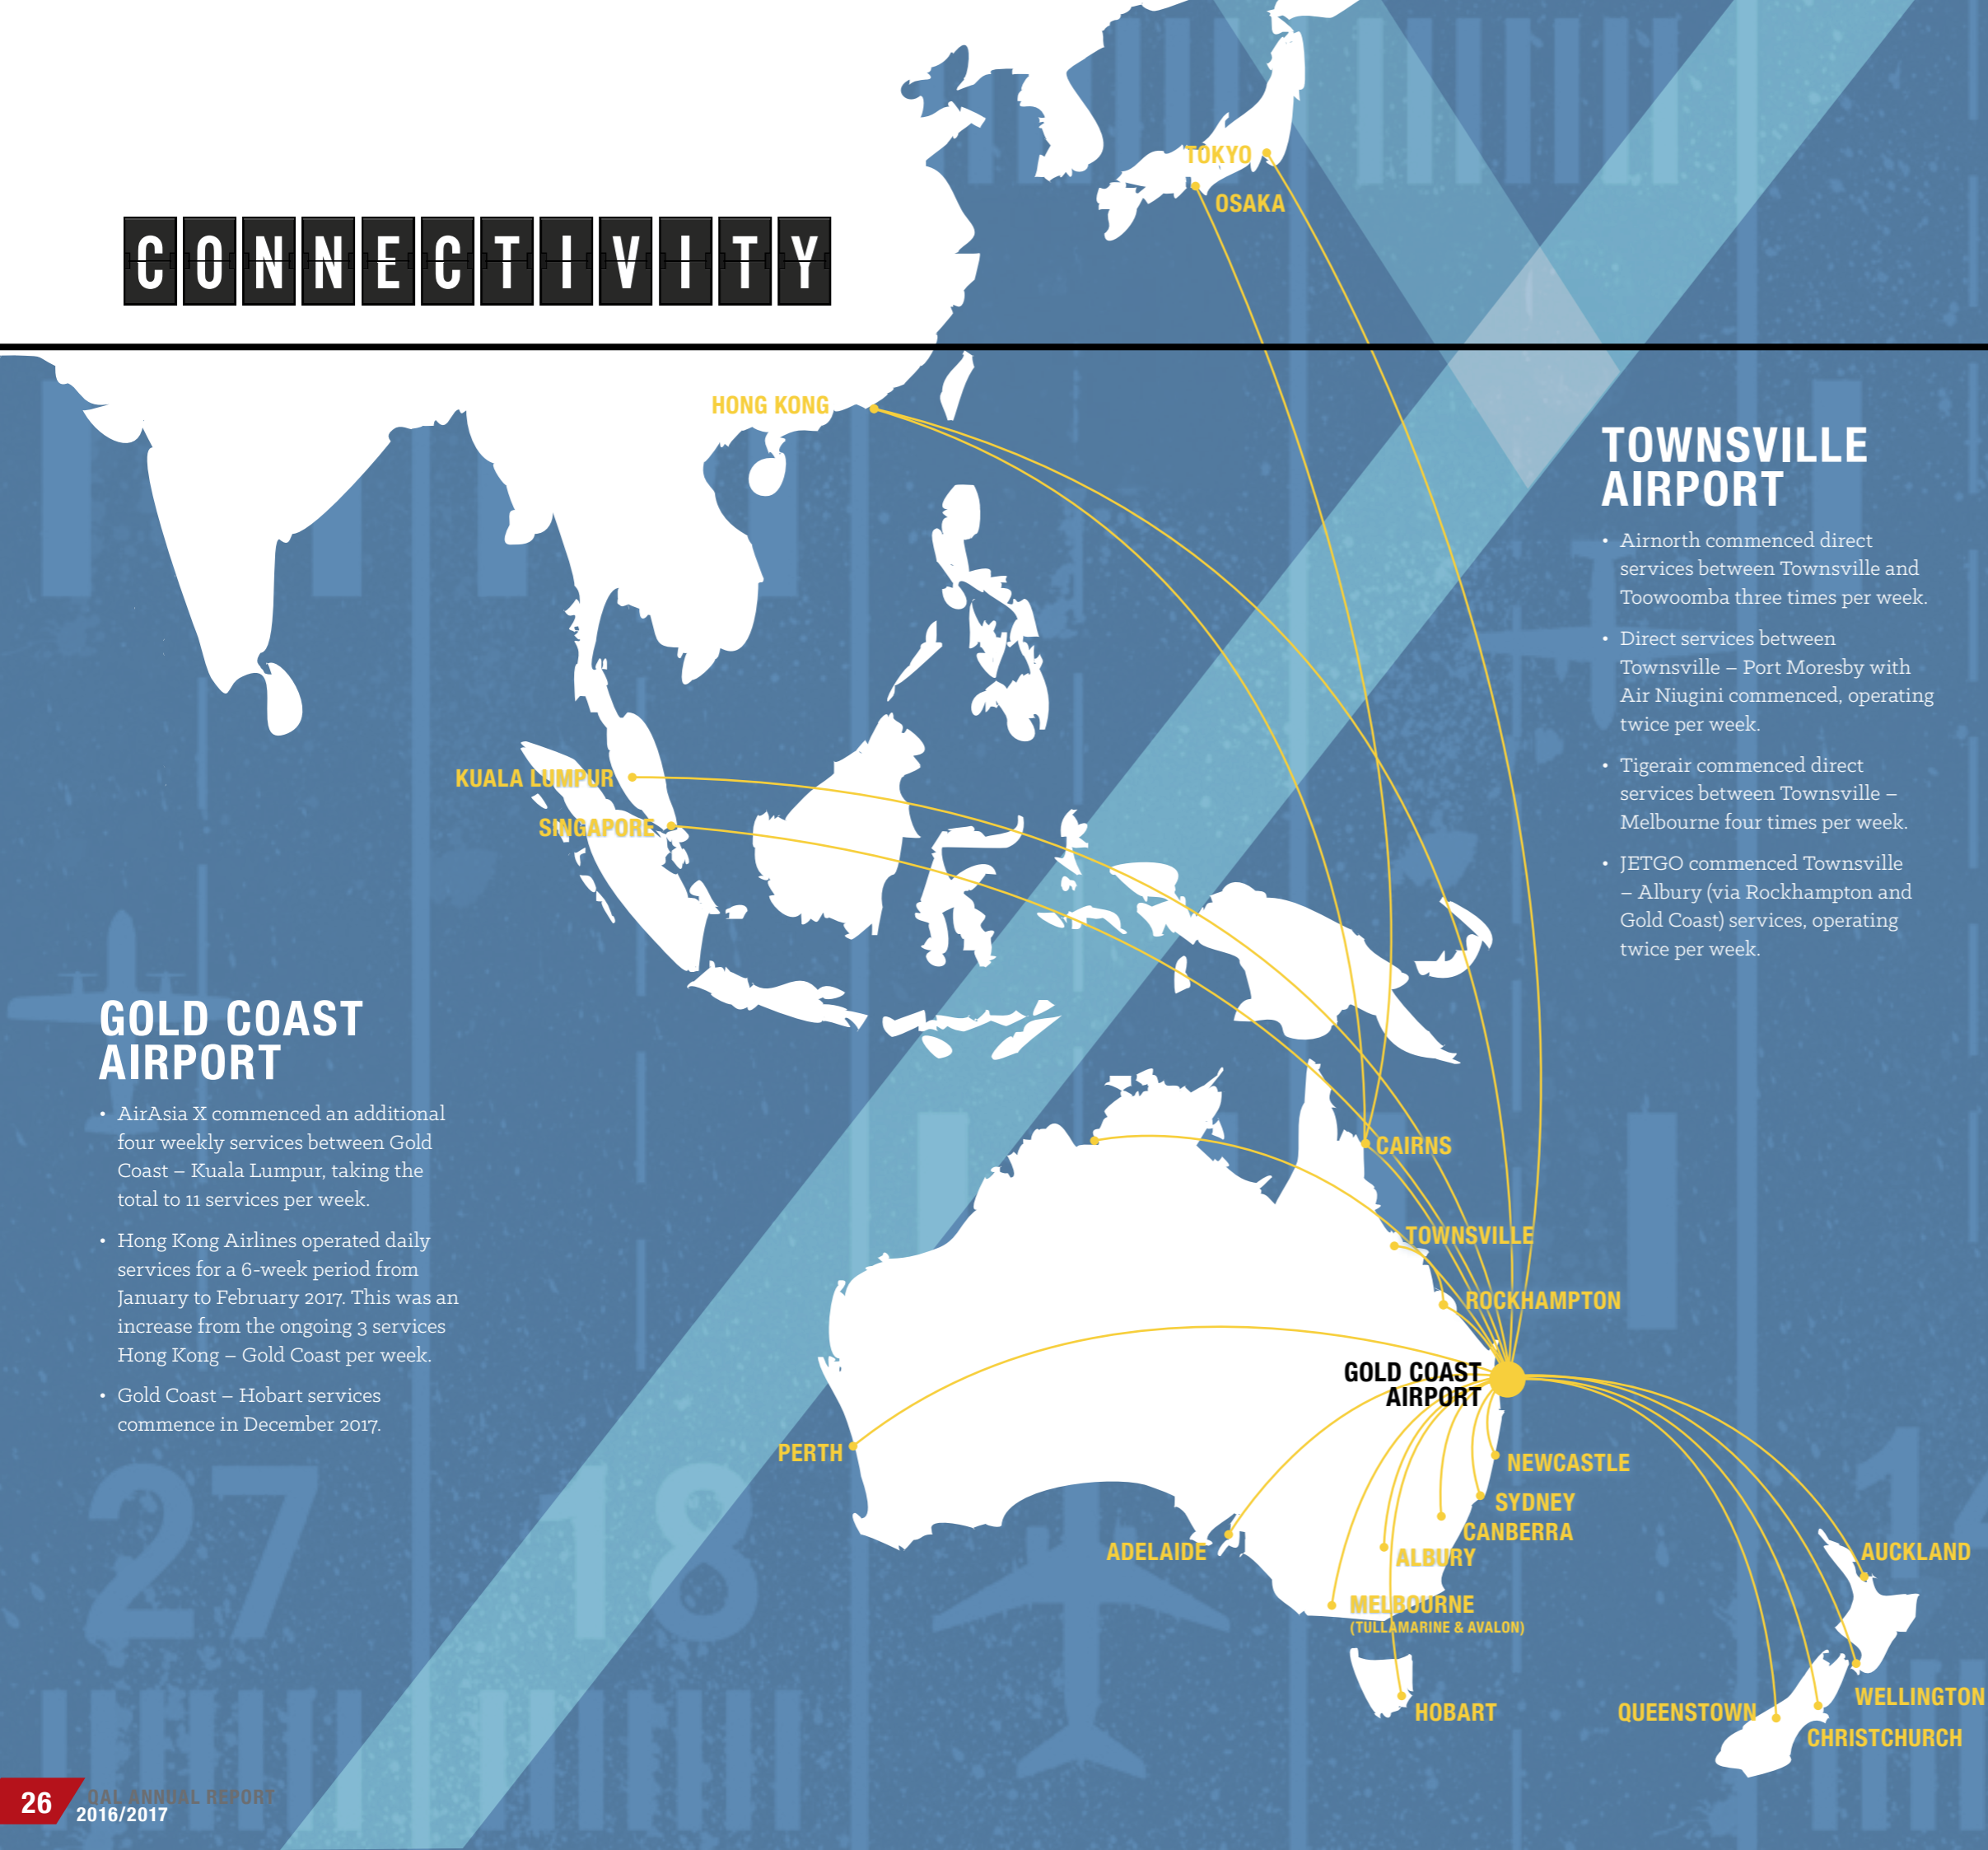 CONNECTIVITY
TOKYO
OSAKA
HONG KONG
KUALA LUMPUR
SINGAPORE
TOWNSVILLE
AIRPORT
• Airnorth commenced direct
services between Townsville and
Toowoomba three times per week.
• Direct services between
Townsville – Port Moresby with
Air Niugini commenced, operating
twice per week.
• Tigerair commenced direct
services between Townsville –
Melbourne four times per week.
• JETGO commenced Townsville
– Albury (via Rockhampton and
Gold Coast) services, operating
twice per week.
GOLD COAST
AIRPORT
• AirAsia X commenced an additional
four weekly services between Gold
Coast – Kuala Lumpur, taking the
total to 11 services per week.
• Hong Kong Airlines operated daily
services for a 6-week period from
January to February 2017. This was an
increase from the ongoing 3 services
Hong Kong – Gold Coast per week.
• Gold Coast – Hobart services
commence in December 2017.
CAIRNS
TOWNSVILLE
ROCKHAMPTON
GOLD COAST
AIRPORT
PERTH
NEWCASTLE
SYDNEY
CANBERRA
ADELAIDE
ALBURY
MELBOURNE
(TULLAMARINE & AVALON)
HOBART
AUCKLAND
WELLINGTON
QUEENSTOWN
CHRISTCHURCH
27
18
14
26
QAL ANNUAL REPORT
2016/2017